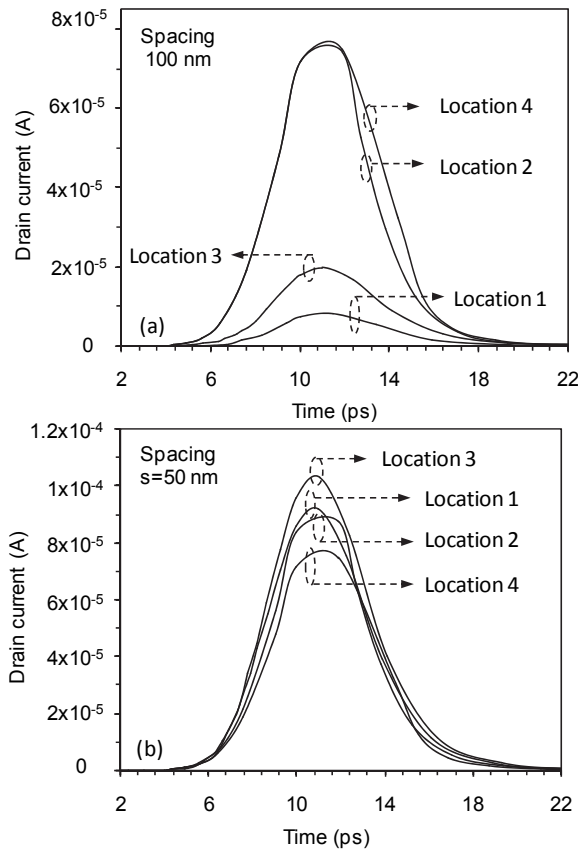 Spacing
100 nm
8x10-5
6x10-5
4x10-5
2x10-5
0
Drain current (A)
Location 4
Location 2
Location 3
Location 1
(a)
2 6 10 14 18 22
Time (ps)
Spacing
s=50 nm
1.2x10-4
1x10-4
8x10-5
6x10-5
4x10-5
2x10-5
0
Drain current (A)
Location 3
Location 1
Location 2
Location 4
(b)
2 6 10 14 18 22
Time (ps)